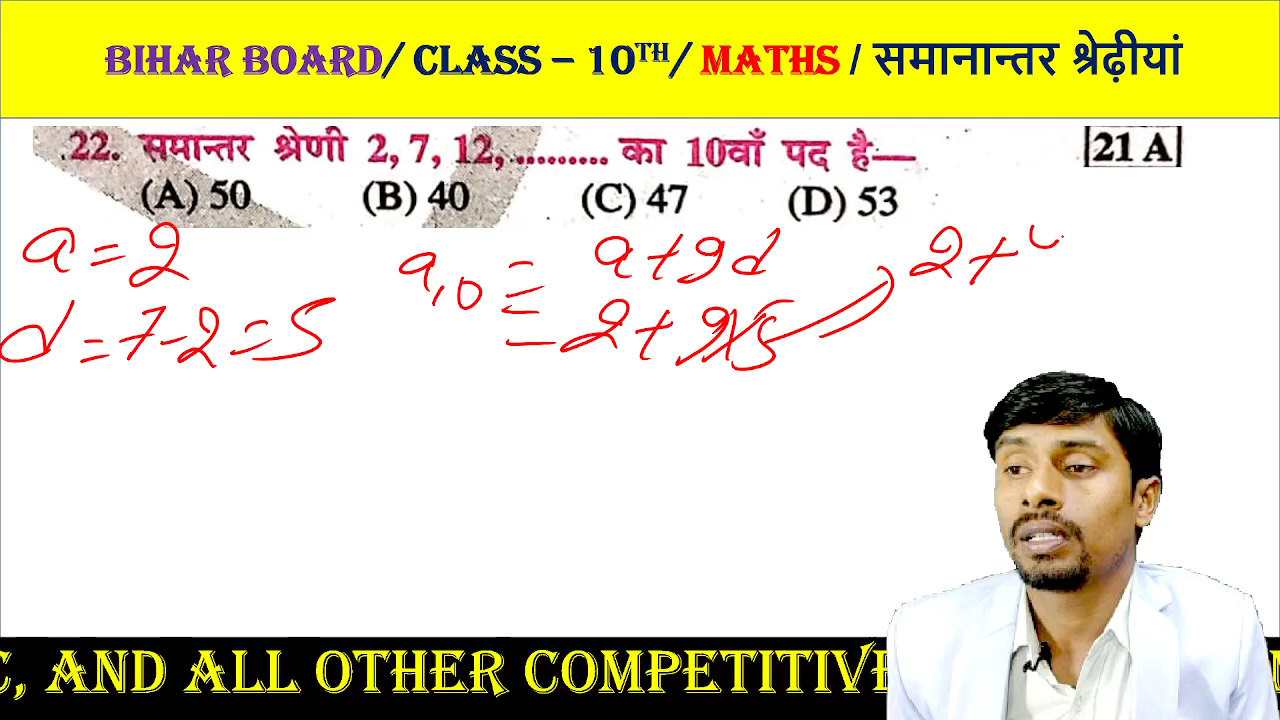 BIHAR BOARD/ CLASS – 10TH/ MATHS / समानान्तर श्रेढ़ीयां
22. समान्तर श्रेणी 2, 7, 12, ......... का 10वाँ पद है—
21 A
(A) 50 (B) 40 (C) 47 (D) 53
a = 2
d = 7-2 = 5
a10 = a + 9d
= 2 + 9×5
2 +
C, AND ALL OTHER COMPETITIVE